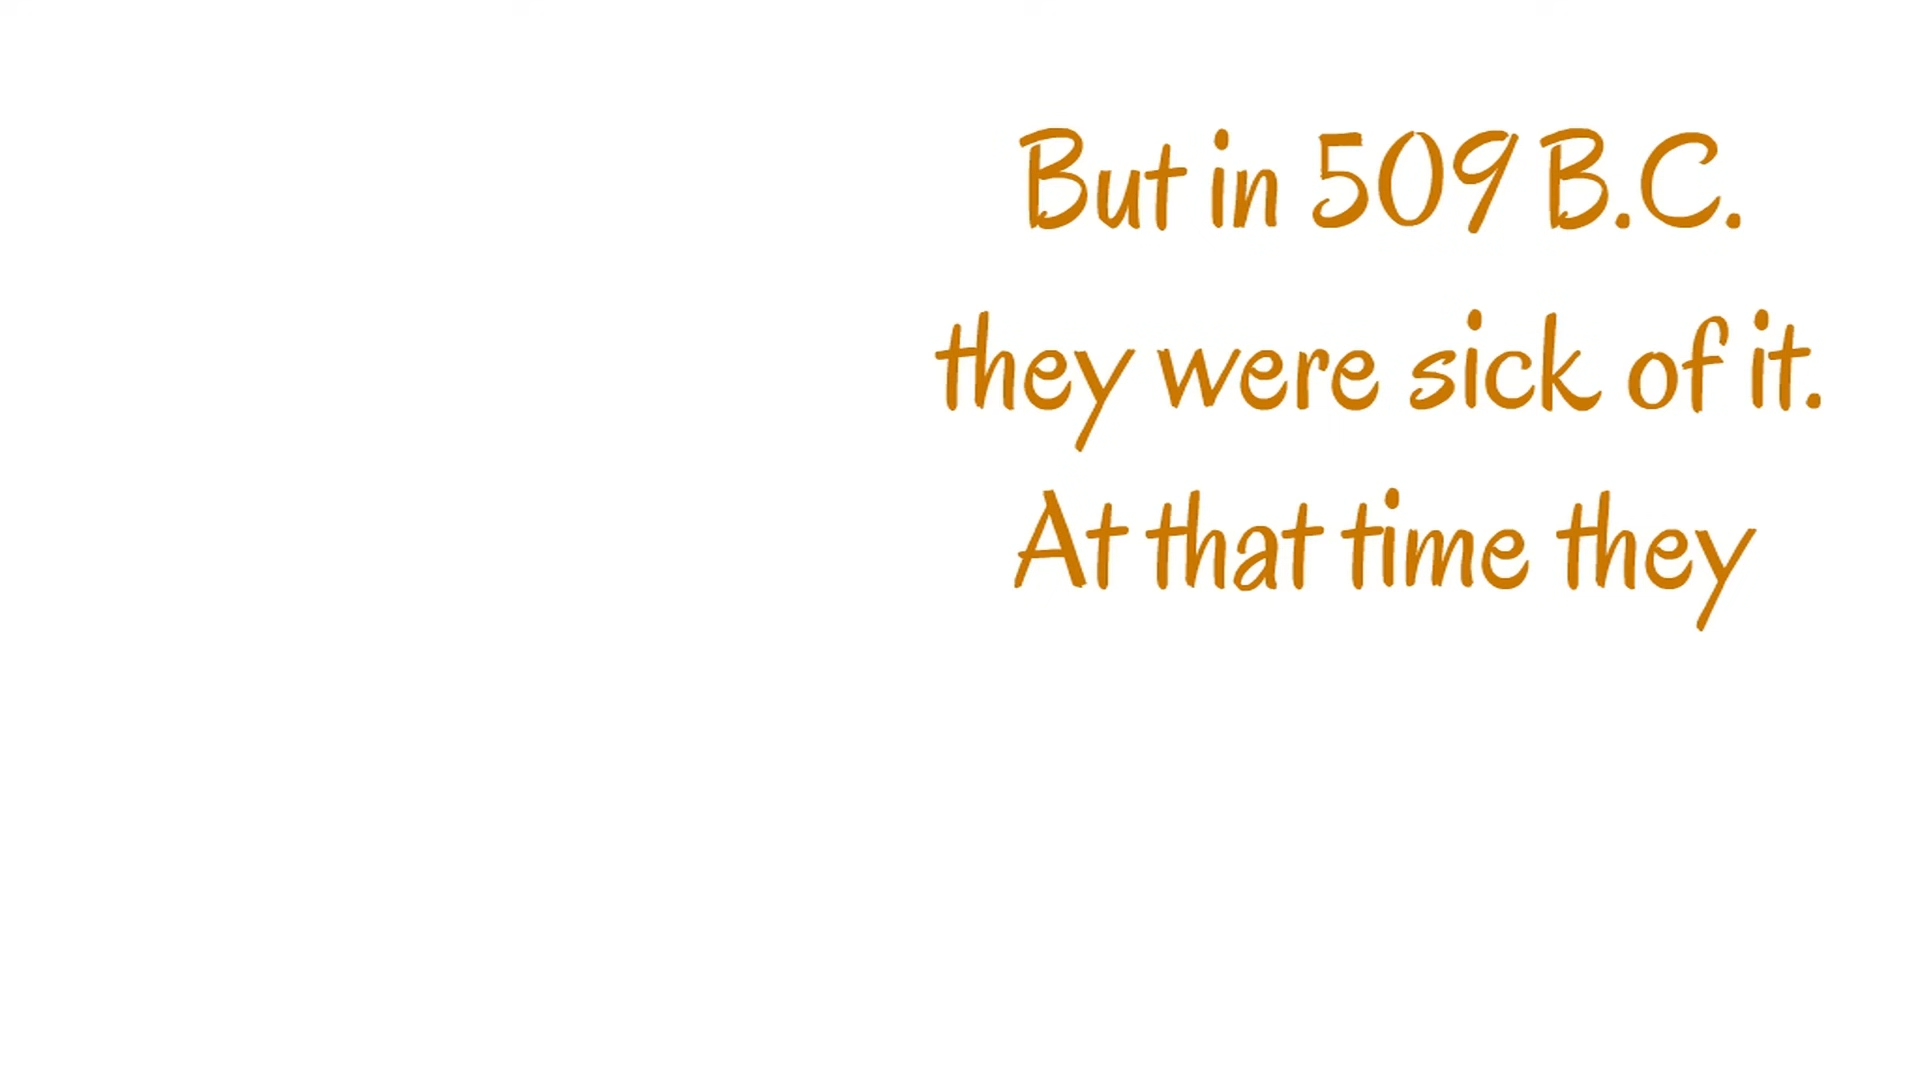 But in 509 B.C.
they were sick of it.
At that time they